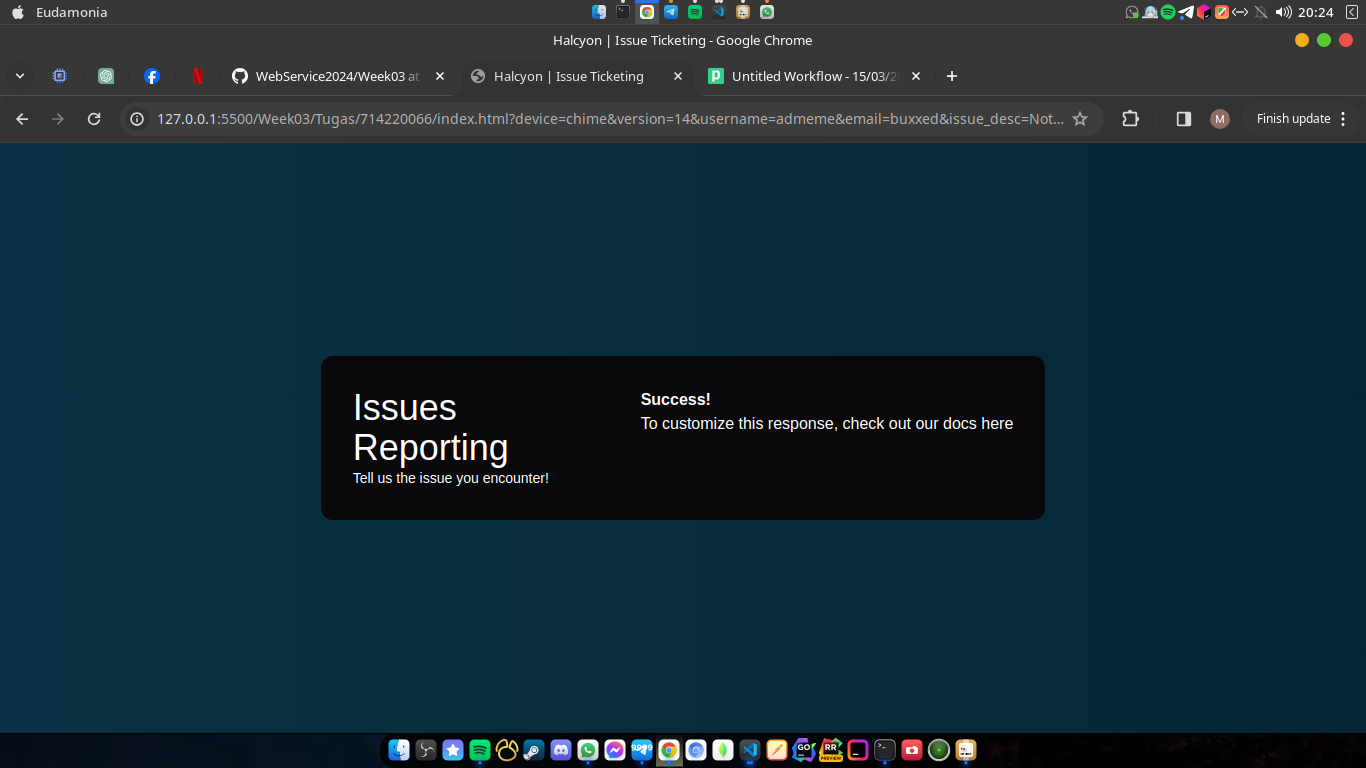 Eudamonia
20:24
Halcyon | Issue Ticketing - Google Chrome
WebService2024/Week03 at
Halcyon | Issue Ticketing
Untitled Workflow - 15/03/2
127.0.0.1:5500/Week03/Tugas/714220066/index.html?device=chime&version=14&username=admeme&email=buxxed&issue_desc=Not...
M
Finish update
Issues
Reporting
Tell us the issue you encounter!
Success!
To customize this response, check out our docs here
GO
RR
PREVIEW